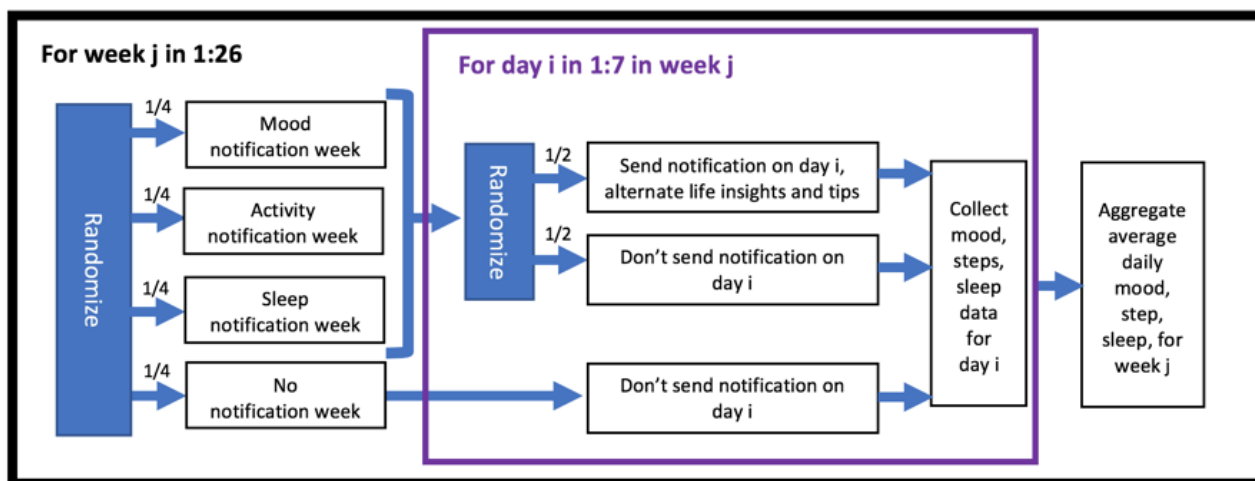 For week j in 1:26
For day i in 1:7 in week j
Randomize
1/4
Mood
notification week
1/4
Activity
notification week
1/4
Sleep
notification week
1/4
No
notification week
Randomize
1/2
Send notification on day i,
alternate life insights and tips
1/2
Don't send notification on
day i
Don't send notification on
day i
Collect
mood,
steps,
sleep
data
for
day i
Aggregate
average
daily
mood,
step,
sleep, for
week j